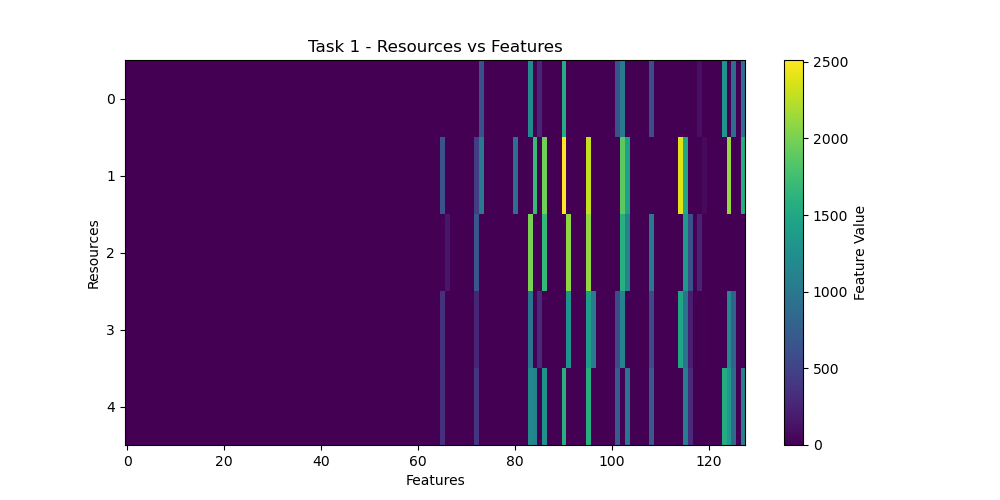 Task 1 - Resources vs Features
Resources
0
1
2
3
4
0 20 40 60 80 100 120
Features
2500
2000
1500
1000
500
0
Feature Value